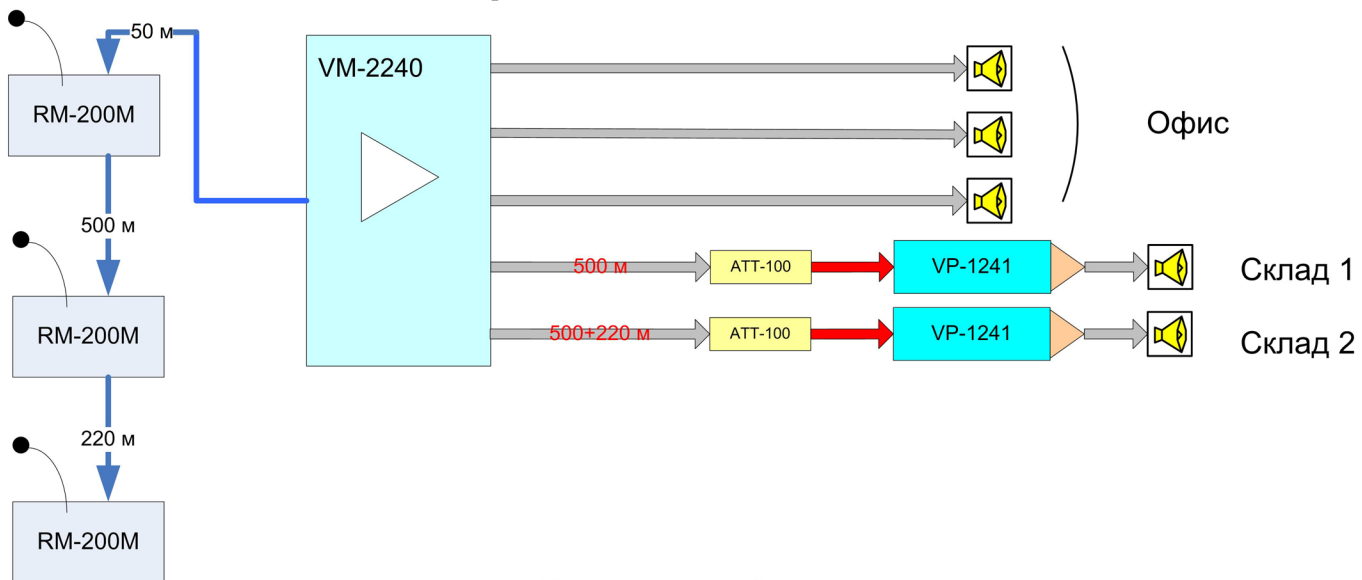 50 м
RM-200M
500 м
RM-200M
220 м
RM-200M
VM-2240
Офис
500 м
ATT-100
VP-1241
Склад 1
500+220 м
ATT-100
VP-1241
Склад 2